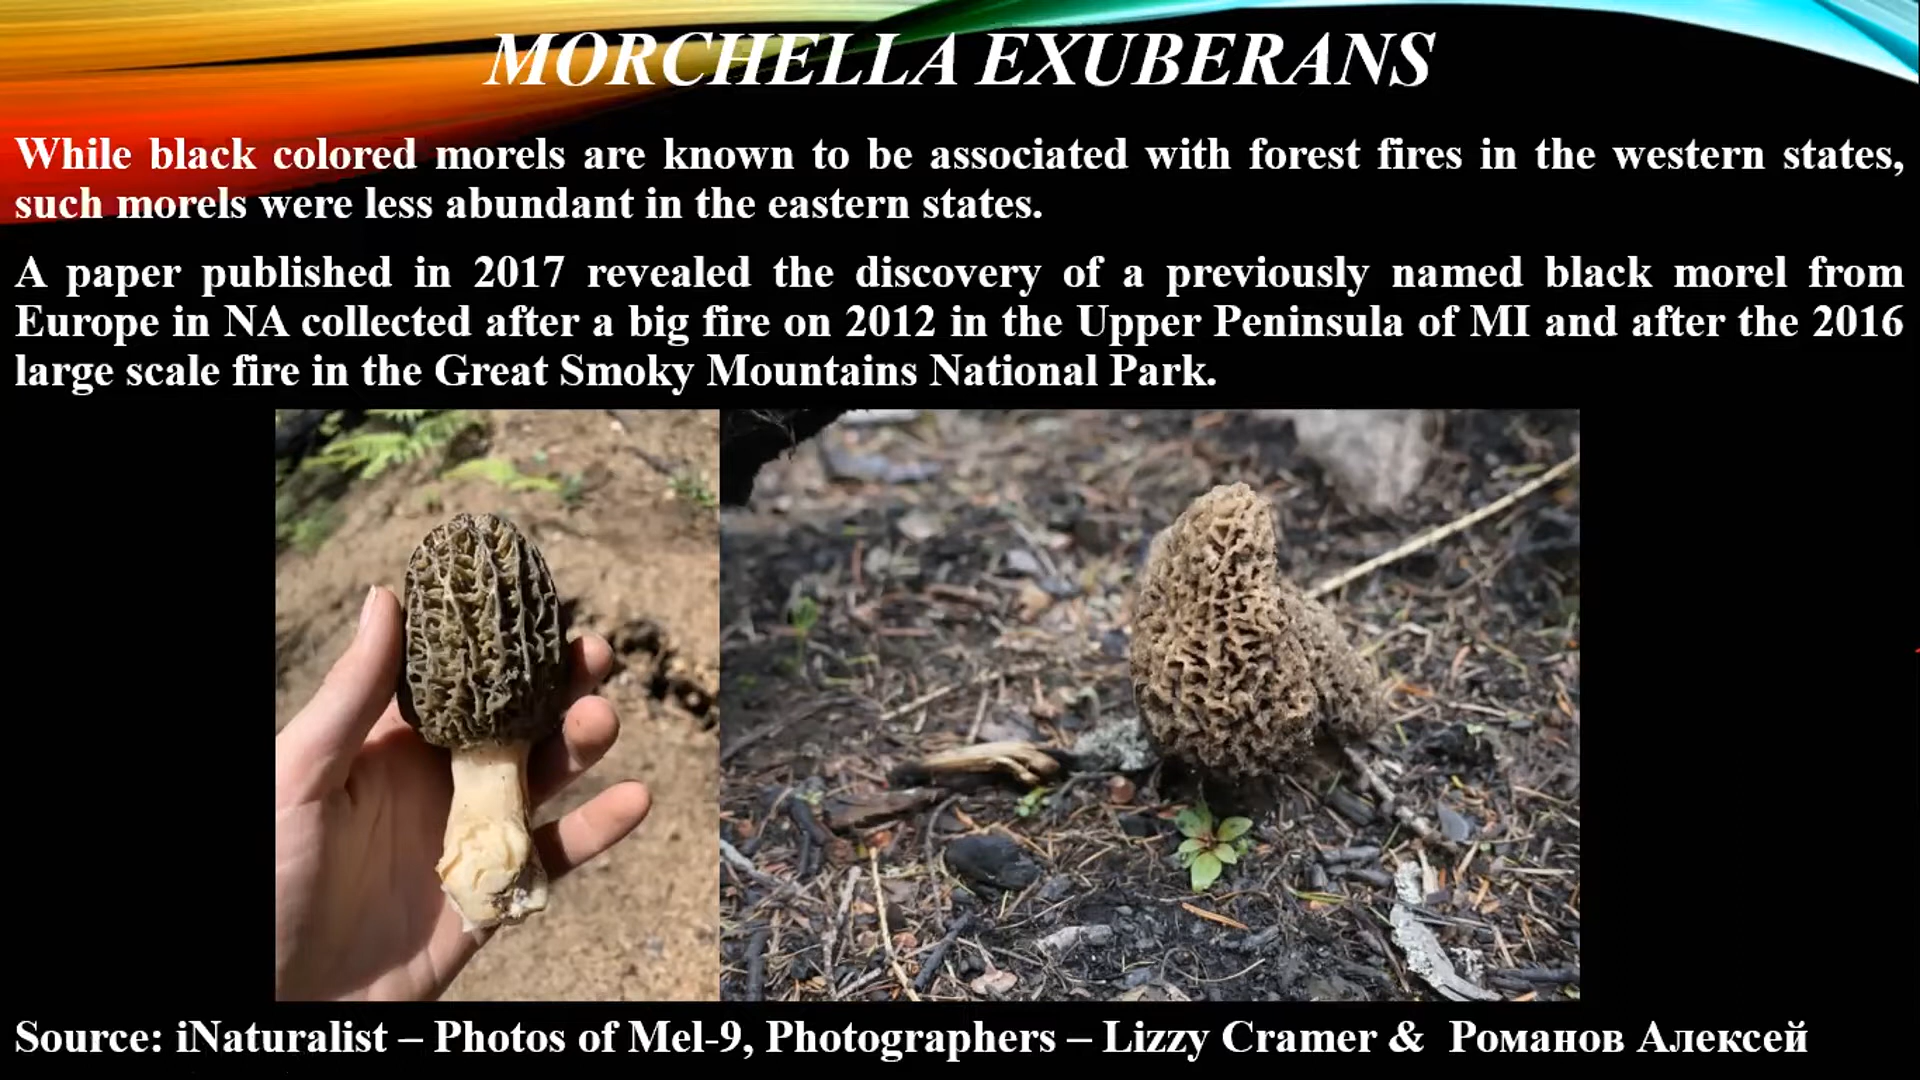 MORCHELLA EXUBERANS
While black colored morels are known to be associated with forest fires in the western states,
such morels were less abundant in the eastern states.
A paper published in 2017 revealed the discovery of a previously named black morel from
Europe in NA collected after a big fire on 2012 in the Upper Peninsula of MI and after the 2016
large scale fire in the Great Smoky Mountains National Park.
Source: iNaturalist – Photos of Mel-9, Photographers – Lizzy Cramer & Романов Алексей